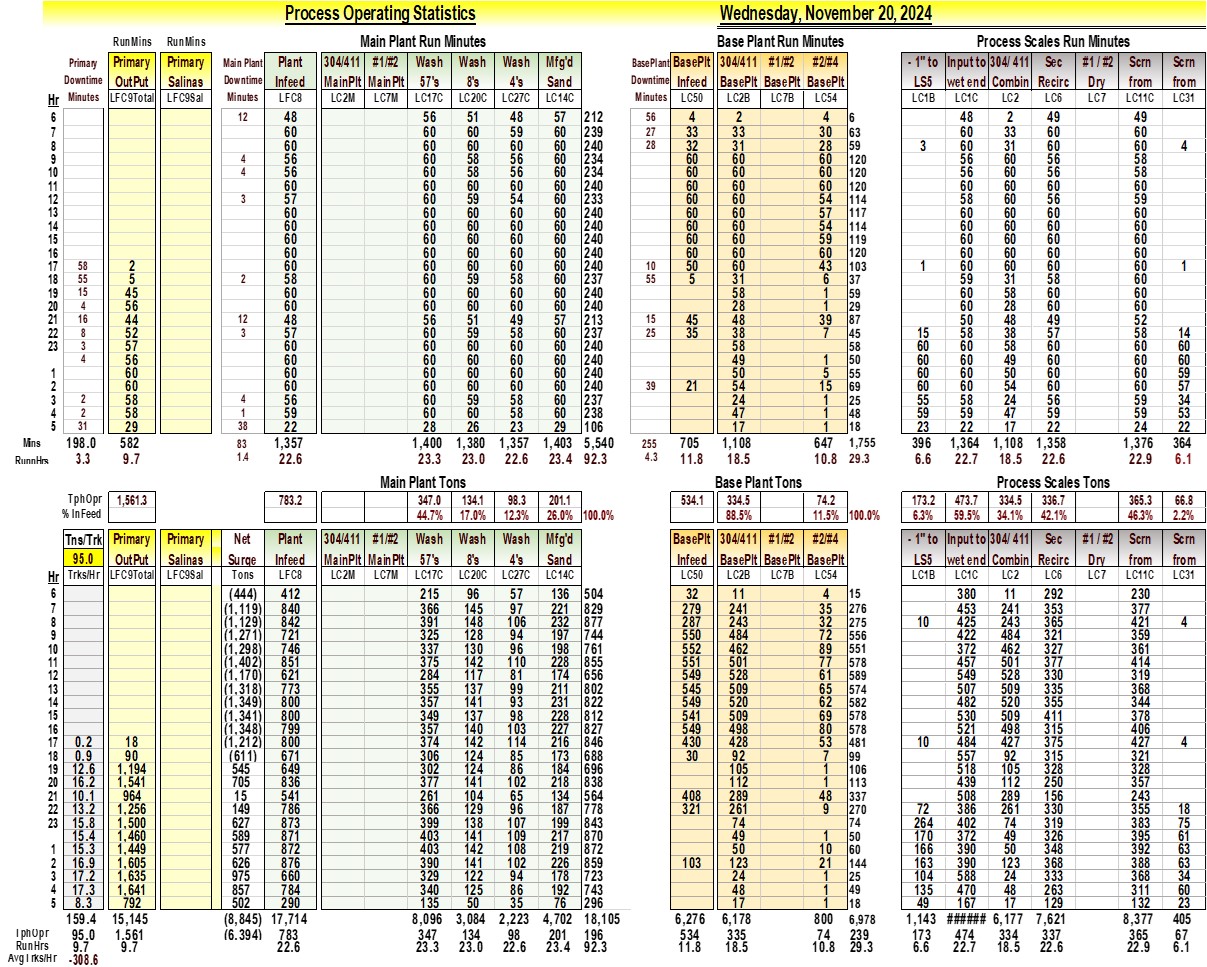 Process Operating Statistics Wednesday, November 20, 2024
RunMins RunMins Main Plant Run Minutes Base Plant Run Minutes Process Scales Run Minutes
Primary Primary Primary Main Plant Plant 304/411 #1/#2 Wash Wash Wash Mfg'd BasePlant BasePlt 304/411 #1/#2 #2/#4 - 1" to Input to 304/ 411 Sec #1 / #2 Scrn Scrn
Downtime OutPut Salinas Downtime Infeed MainPlt MainPlt 57's 8's 4's Sand Downtime Infeed BasePlt BasePlt BasePlt LS5 wet end Combin Recirc Dry from from
Hr Minutes LFC9Total LFC9Sal Minutes LFC8 LC2M LC7M LC17C LC20C LC27C LC14C Minutes LC50 LC2B LC7B LC54 LC1B LC1C LC2 LC6 LC7 LC11C LC31
6 12 48 56 51 48 57 212 56 4 2 4 6 48 2 49 49
7 60 60 60 59 60 239 27 33 33 30 63 60 33 60 60
8 60 60 60 60 60 240 28 32 31 28 59 3 60 31 60 60 4
9 4 56 60 58 56 60 234 60 60 60 120 56 60 56 58
10 4 56 60 58 56 60 234 60 60 60 120 56 60 56 58
11 60 60 60 60 60 240 60 60 60 120 60 60 60 60
12 3 57 60 59 54 60 233 60 60 54 114 58 60 56 59
13 60 60 60 60 60 240 60 60 57 117 60 60 60 60
14 60 60 60 60 60 240 60 60 54 114 60 60 60 60
15 60 60 60 60 60 240 60 60 59 119 60 60 60 60
16 60 60 60 60 60 240 60 60 60 120 60 60 60 60
17 58 2 60 60 60 60 60 240 10 50 60 43 103 1 60 60 60 60 1
18 55 5 2 58 60 59 58 60 237 55 5 31 6 37 59 31 58 60
19 15 45 60 60 60 60 60 240 58 1 59 60 58 60 60
20 4 56 60 60 60 60 60 240 28 1 29 60 28 60 60
21 16 44 12 48 56 51 49 57 213 15 45 48 39 87 50 48 49 52
22 8 52 3 57 60 59 58 60 237 25 35 38 7 45 15 58 38 57 58 14
23 3 57 60 60 60 60 60 240 58 58 60 60 58 60 60 60
4 56 60 60 60 60 60 240 49 1 50 60 60 49 60 60 60
1 60 60 60 60 60 60 240 50 5 55 60 60 50 60 60 59
2 60 60 60 60 60 60 240 39 21 54 15 69 60 60 54 60 60 57
3 2 58 4 56 60 59 58 60 237 24 1 25 55 58 24 56 59 34
4 2 58 1 59 60 60 58 60 238 47 1 48 59 59 47 59 59 53
5 31 29 38 22 28 26 23 29 106 17 1 18 23 22 17 22 24 22
Mins 198.0 582 83 1,357 1,400 1,380 1,357 1,403 5,540 255 705 1,108 647 1,755 396 1,364 1,108 1,358 1,376 364
RunnHrs 3.3 9.7 1.4 22.6 23.3 23.0 22.6 23.4 92.3 4.3 11.8 18.5 10.8 29.3 6.6 22.7 18.5 22.6 22.9 6.1
Main Plant Tons Base Plant Tons Process Scales Tons
TphOpr 1,561.3 783.2 347.0 134.1 98.3 201.1 534.1 334.5 74.2 173.2 473.7 334.5 336.7 365.3 66.8
% InFeed 44.7% 17.0% 12.3% 26.0% 100.0% 88.5% 11.5% 100.0% 6.3% 59.5% 34.1% 42.1% 46.3% 2.2%
Tns/Trk Primary Primary Net Plant 304/411 #1/#2 Wash Wash Wash Mfg'd BasePlt 304/411 #1/#2 #2/#4 - 1" to Input to 304/ 411 Sec #1 / #2 Scrn Scrn
95.0 OutPut Salinas Surge Infeed MainPlt MainPlt 57's 8's 4's Sand Infeed BasePlt BasePlt BasePlt LS5 wet end Combin Recirc Dry from from
Hr Trks/Hr LFC9Total LFC9Sal Tons LFC8 LC2M LC7M LC17C LC20C LC27C LC14C LC50 LC2B LC7B LC54 LC1B LC1C LC2 LC6 LC7 LC11C LC31
6 (444) 412 215 96 57 136 504 32 11 4 15 380 11 292 230
7 (1,119) 840 366 145 97 221 829 279 241 35 276 453 241 353 377
8 (1,129) 842 391 148 106 232 877 287 243 32 275 10 425 243 365 421 4
9 (1,271) 721 325 128 94 197 744 550 484 72 556 422 484 321 359
10 (1,298) 746 337 130 96 198 761 552 462 89 551 372 462 327 361
11 (1,402) 851 375 142 110 228 855 551 501 77 578 457 501 377 414
12 (1,170) 621 284 117 81 174 656 549 528 61 589 549 528 330 319
13 (1,318) 773 355 137 99 211 802 545 509 65 574 507 509 335 368
14 (1,349) 800 357 141 93 231 822 549 520 62 582 482 520 355 344
15 (1,341) 800 349 137 98 228 812 541 509 69 578 530 509 411 378
16 (1,348) 799 357 140 103 227 827 549 498 80 578 521 498 315 406
17 0.2 18 (1,212) 800 374 142 114 216 846 430 428 53 481 10 484 427 375 427 4
18 0.9 90 (611) 671 306 124 85 173 688 30 92 7 99 557 92 315 321
19 12.6 1,194 545 649 302 124 86 184 696 105 1 106 518 105 328 328
20 16.2 1,541 705 836 377 141 102 218 838 112 1 113 439 112 250 357
21 10.1 964 15 541 261 104 65 134 564 408 289 48 337 508 289 156 243
22 13.2 1,256 149 786 366 129 96 187 778 321 261 9 270 72 386 261 330 355 18
23 15.8 1,500 627 873 399 138 107 199 843 74 74 264 402 74 319 383 75
15.4 1,460 589 871 403 141 109 217 870 49 1 50 170 372 49 326 395 61
1 15.3 1,449 577 872 403 142 108 219 872 50 10 60 166 390 50 348 392 63
2 16.9 1,605 626 876 390 141 102 226 859 103 123 21 144 163 390 123 368 388 63
3 17.2 1,635 975 660 329 122 94 178 723 24 1 25 104 588 24 333 368 34
4 17.3 1,641 857 784 340 125 86 192 743 48 1 49 135 470 48 263 311 60
5 8.3 792 502 290 135 50 35 76 296 17 1 18 49 167 17 129 132 23
159.4 15,145 (8,845) 17,714 8,096 3,084 2,223 4,702 18,105 6,276 6,178 800 6,978 1,143 ###### 6,177 7,621 8,377 405
TphOpr 95.0 1,561 (6.394) 783 347 134 98 201 196 534 335 74 239 173 474 334 337 365 67
RunHrs 9.7 9.7 22.6 23.3 23.0 22.6 23.4 92.3 11.8 18.5 10.8 29.3 6.6 22.7 18.5 22.6 22.9 6.1
AvgTrks/Hr -308.6